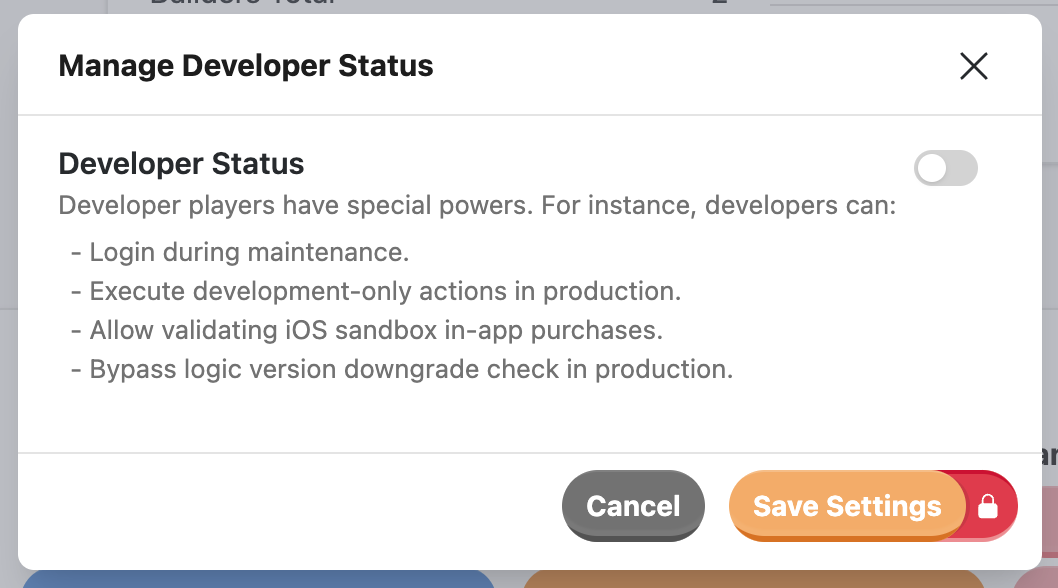 Builders Total
Manage Developer Status
Developer Status
Developer players have special powers. For instance, developers can:
- Login during maintenance.
- Execute development-only actions in production.
- Allow validating iOS sandbox in-app purchases.
- Bypass logic version downgrade check in production.
Cancel
Save Settings